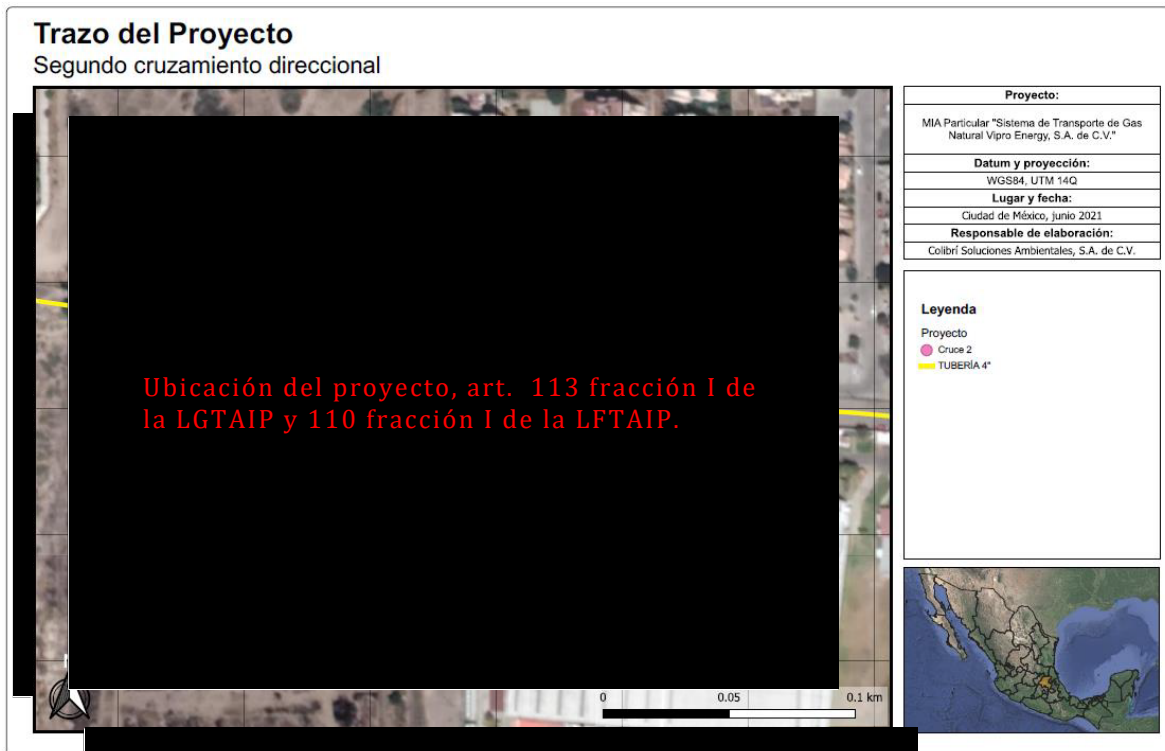 Trazo del Proyecto
Segundo cruzamiento direccional
Ubicación del proyecto, art. 113 fracción I de
la LGTAIP y 110 fracción I de la LFTAIP.
0 0.05 0.1 km
Proyecto:
MIA Particular "Sistema de Transporte de Gas
Natural Vipro Energy, S.A. de C.V."
Datum y proyección:
WGS84, UTM 14Q
Lugar y fecha:
Ciudad de México, junio 2021
Responsable de elaboración:
Colibrí Soluciones Ambientales, S.A. de C.V.
Leyenda
Proyecto
Cruce 2
TUBERÍA 4"